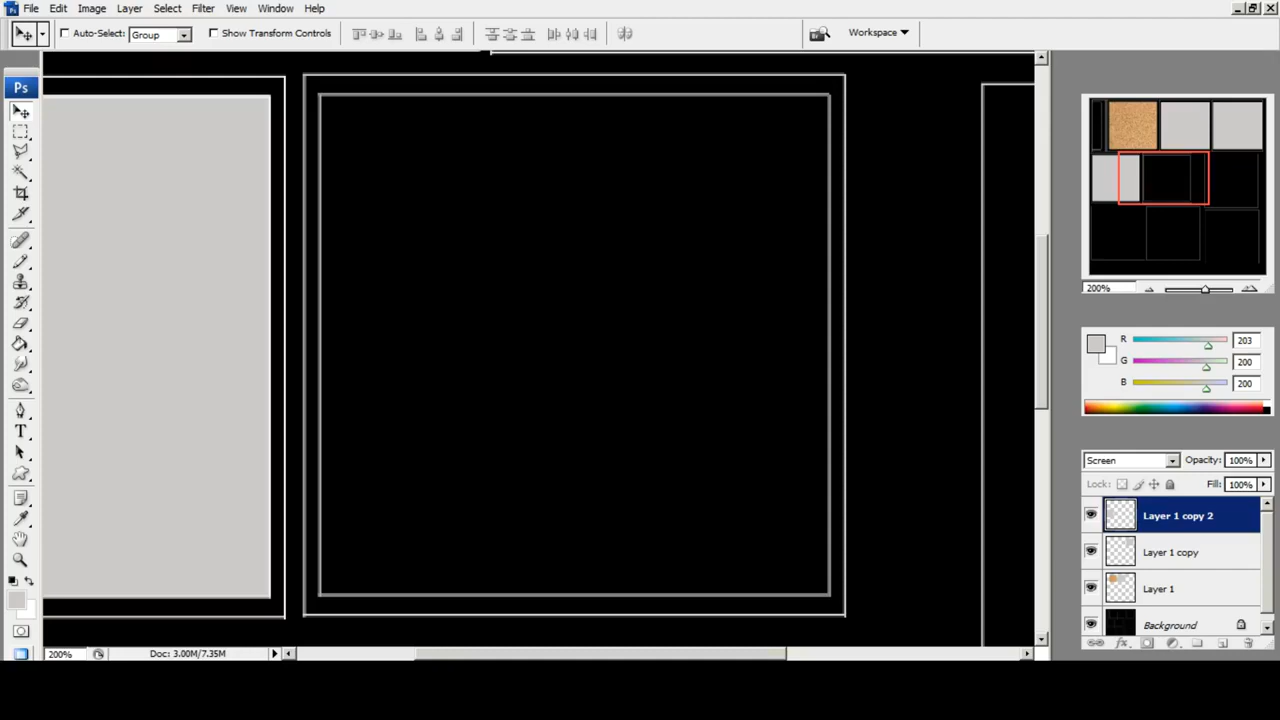 Ps File Edit Image Layer Select Filter View Window Help
Auto-Select: Group Show Transform Controls Workspace
Ps
200%
R 203
G 200
B 200
Screen Opacity: 100%
Lock: Fill: 100%
Layer 1 copy 2
Layer 1 copy
Layer 1
Background
T
fx
200% Doc: 3.00M/7.35M